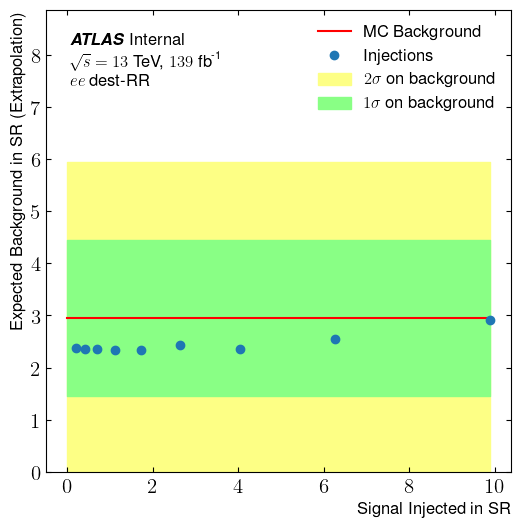 ATLAS Internal
√s = 13 TeV, 139 fb⁻¹
ee dest-RR
MC Background
Injections
2σ on background
1σ on background
Expected Background in SR (Extrapolation)
8
7
6
5
4
3
2
1
0
0 2 4 6 8 10
Signal Injected in SR